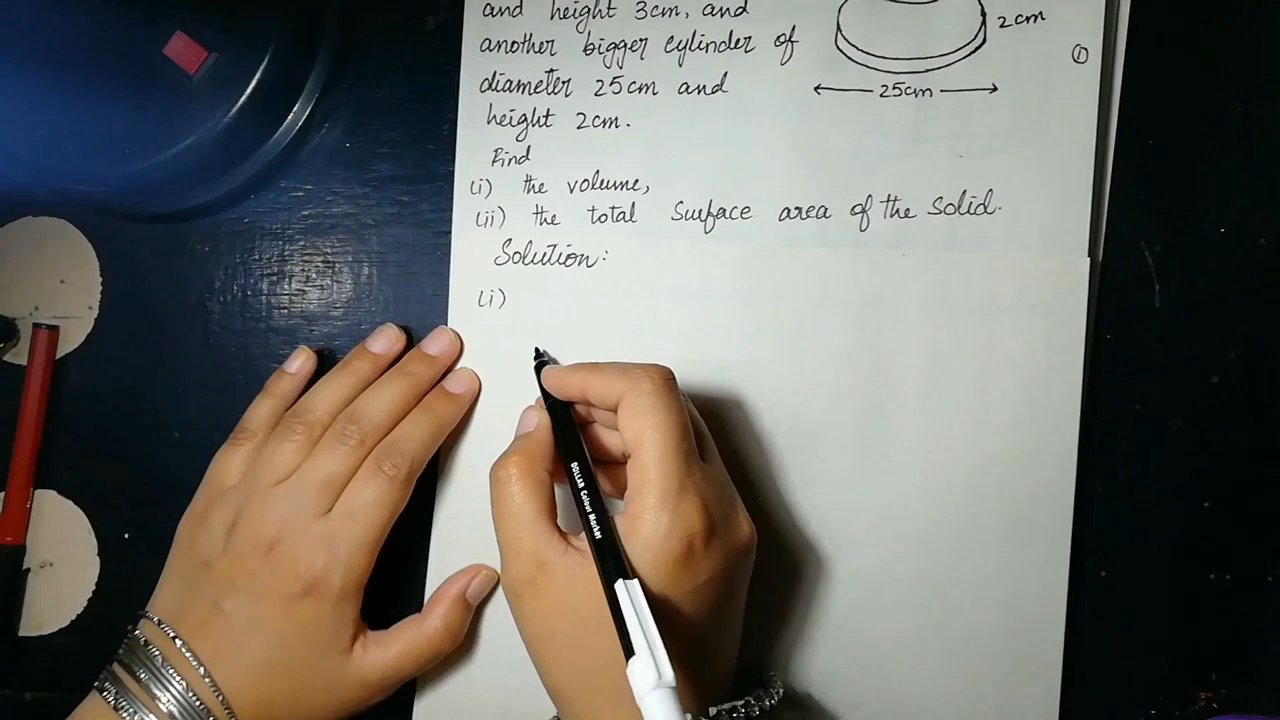 and height 3cm, and
another bigger cylinder of
diameter 25cm and
height 2cm.
2cm
①
25cm
Find
(i) the volume,
(ii) the total surface area of the solid.
Solution:
(i)
DOLLAR Colour Marker